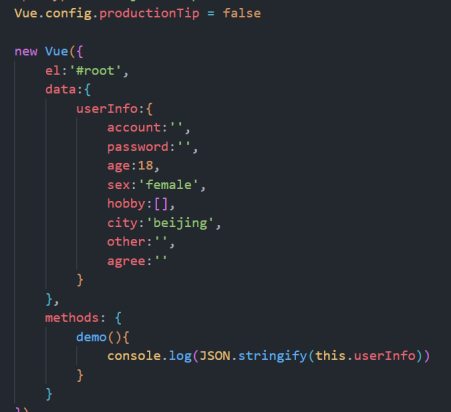 Vue.config.productionTip = false
new Vue({
    el:'#root',
    data:{
        userInfo:{
            account:'',
            password:'',
            age:18,
            sex:'female',
            hobby:[],
            city:'beijing',
            other:'',
            agree:''
        }
    },
    methods: {
        demo(){
            console.log(JSON.stringify(this.userInfo))
        }
    }
})